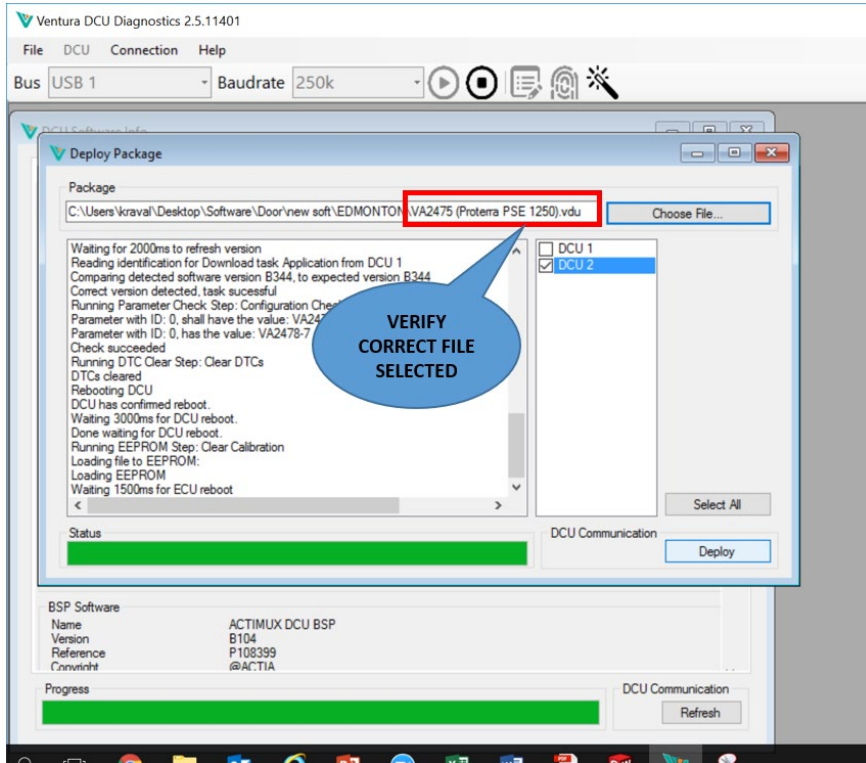 Ventura DCU Diagnostics 2.5.11401
File DCU Connection Help
Bus USB 1 Baudrate 250k
DCU Software Info
Deploy Package
Package
C:\Users\kraval\Desktop\Software\Door\new soft\EDMONTON\VA2475 (Proterra PSE 1250).vdu Choose File...
Waiting for 2000ms to refresh version
Reading identification for Download task Application from DCU 1
Comparing detected software version B344, to expected version B344
Correct version detected, task sucessful
Running Parameter Check Step: Configuration
Parameter with ID: 0, shall have the value:
Parameter with ID: 0, has the value: VA2478-7
Check succeeded
Running DTC Clear Step: Clear DTCs
DTCs cleared
Rebooting DCU
DCU has confirmed reboot.
Waiting 3000ms for DCU reboot.
Done waiting for DCU reboot.
Running EEPROM Step: Clear Calibration
Loading file to EEPROM:
Loading EEPROM
Waiting 1500ms for ECU reboot
DCU 1
DCU 2
VERIFY
CORRECT FILE
SELECTED
Select All
Status
DCU Communication
Deploy
BSP Software
Name ACTIMUX DCU BSP
Version B104
Reference P108399
Copyright @ACTIA
Progress
DCU Communication
Refresh